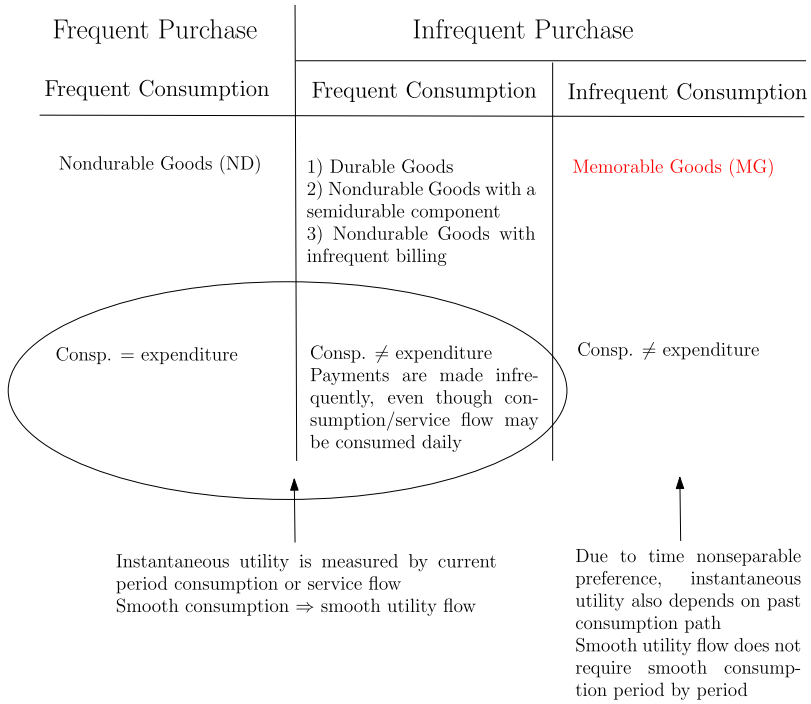 Frequent Purchase
Infrequent Purchase
Frequent Consumption
Frequent Consumption
Infrequent Consumption
Nondurable Goods (ND)
1) Durable Goods
2) Nondurable Goods with a
semidurable component
3) Nondurable Goods with
infrequent billing
Memorable Goods (MG)
Consp. = expenditure
Consp. ≠ expenditure
Payments are made infre-
quently, even though con-
sumption/service flow may
be consumed daily
Consp. ≠ expenditure
Instantaneous utility is measured by current
period consumption or service flow
Smooth consumption ⇒ smooth utility flow
Due to time nonseparable
preference, instantaneous
utility also depends on past
consumption path
Smooth utility flow does not
require smooth consump-
tion period by period